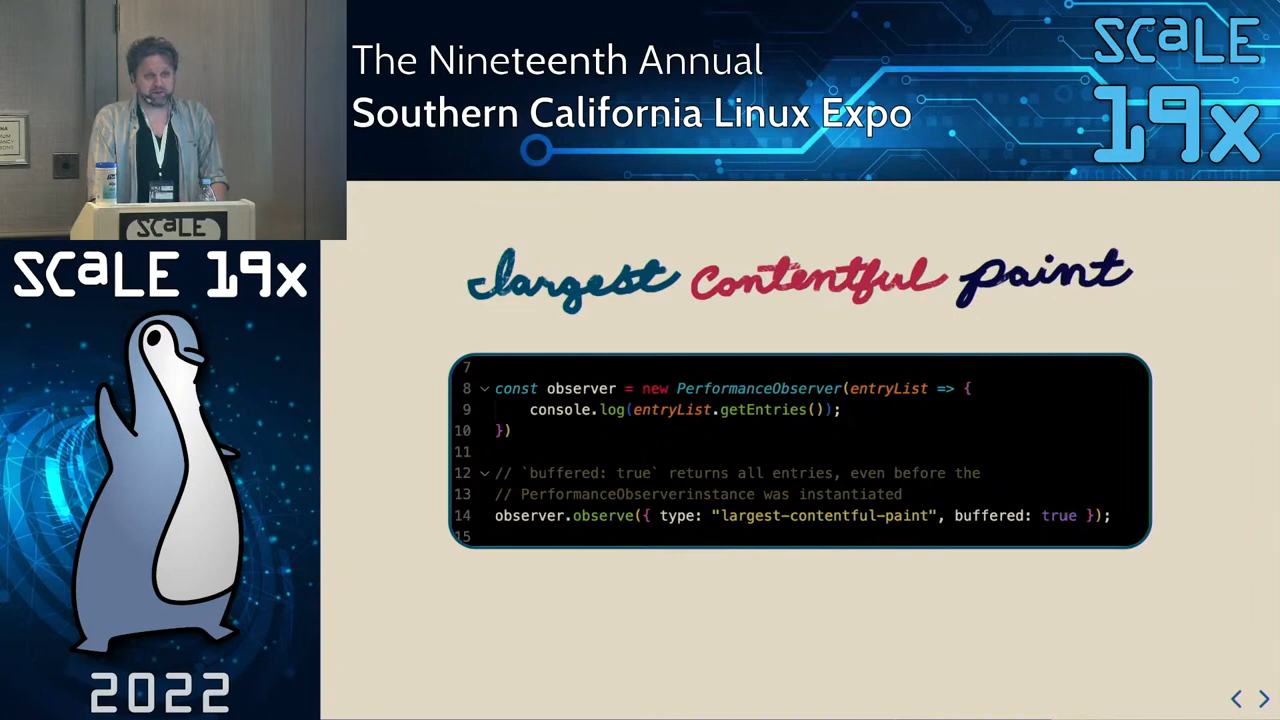 The Nineteenth Annual
Southern California Linux Expo
SCaLE
19x
SCaLE
SCaLE 19x
2022
largest contentful paint
7
8 const observer = new PerformanceObserver(entryList => {
9 console.log(entryList.getEntries());
10 })
11
12 // `buffered: true` returns all entries, even before the
13 // PerformanceObserverinstance was instantiated
14 observer.observe({ type: "largest-contentful-paint", buffered: true });
15